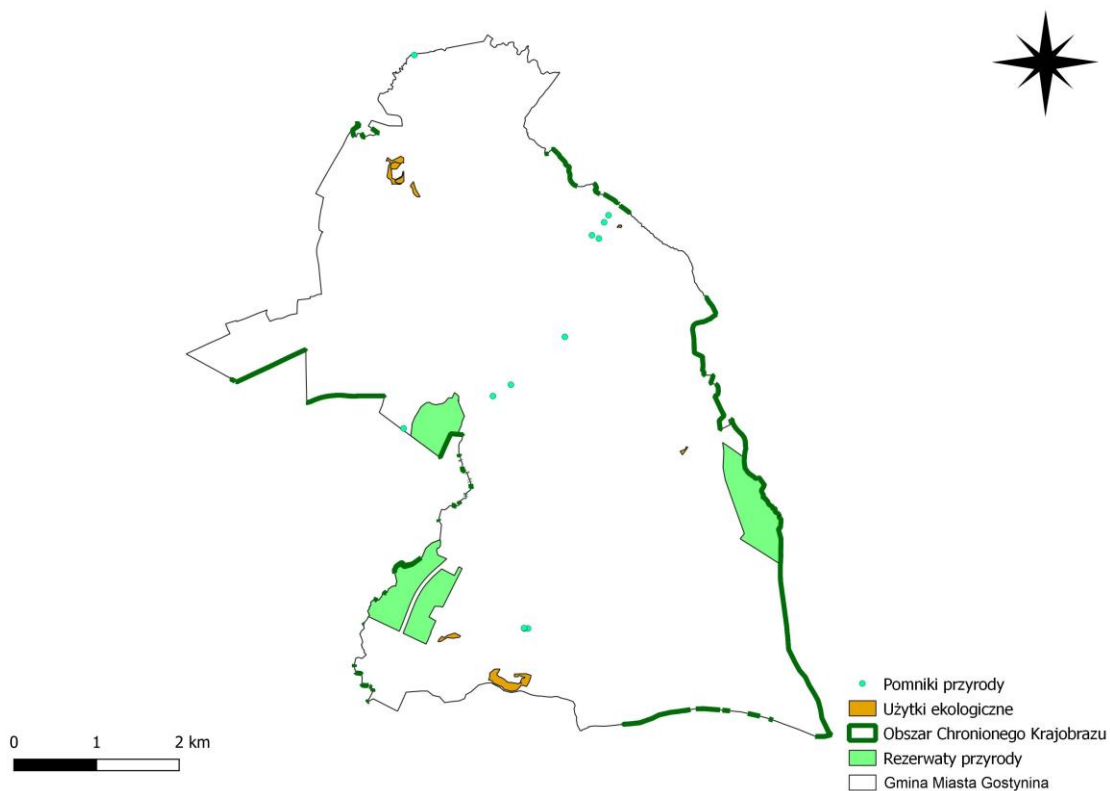 Pomniki przyrody
Użytki ekologiczne
Obszar Chronionego Krajobrazu
Rezerwaty przyrody
Gmina Miasta Gostynina
0 1 2 km